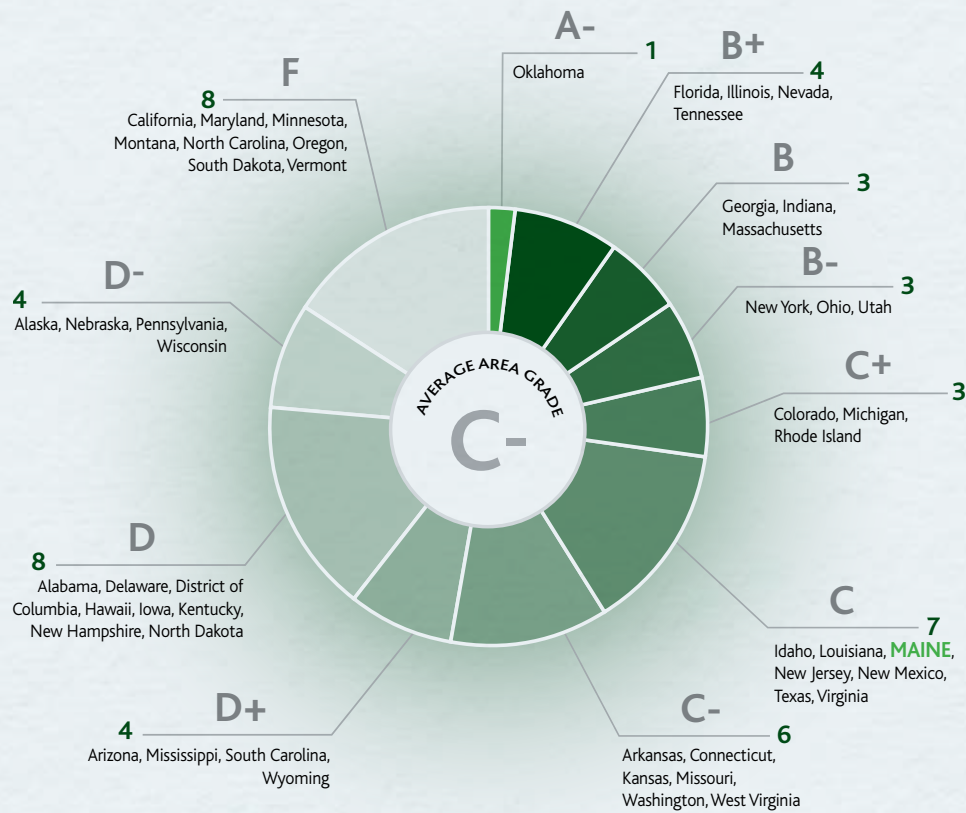 A-
1
Oklahoma
B+
4
Florida, Illinois, Nevada,
Tennessee
B
3
Georgia, Indiana,
Massachusetts
B-
3
New York, Ohio, Utah
C+
3
Colorado, Michigan,
Rhode Island
C
7
Idaho, Louisiana, MAINE,
New Jersey, New Mexico,
Texas, Virginia
C-
6
Arkansas, Connecticut,
Kansas, Missouri,
Washington, West Virginia
D+
4
Arizona, Mississippi, South Carolina,
Wyoming
D
8
Alabama, Delaware, District of
Columbia, Hawaii, Iowa, Kentucky,
New Hampshire, North Dakota
D-
4
Alaska, Nebraska, Pennsylvania,
Wisconsin
F
8
California, Maryland, Minnesota,
Montana, North Carolina, Oregon,
South Dakota, Vermont
AVERAGE AREA GRADE
C-